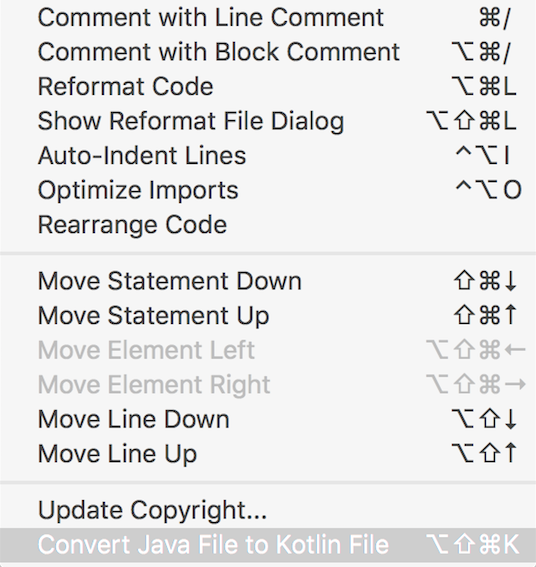 Comment with Line Comment ⌘/
Comment with Block Comment ⌥⌘/
Reformat Code ⌥⌘L
Show Reformat File Dialog ⌥⇧⌘L
Auto-Indent Lines ^⌥I
Optimize Imports ^⌥O
Rearrange Code
Move Statement Down ⇧⌘↓
Move Statement Up ⇧⌘↑
Move Element Left ⌥⇧⌘←
Move Element Right ⌥⇧⌘→
Move Line Down ⌥⇧↓
Move Line Up ⌥⇧↑
Update Copyright...
Convert Java File to Kotlin File ⌥⇧⌘K